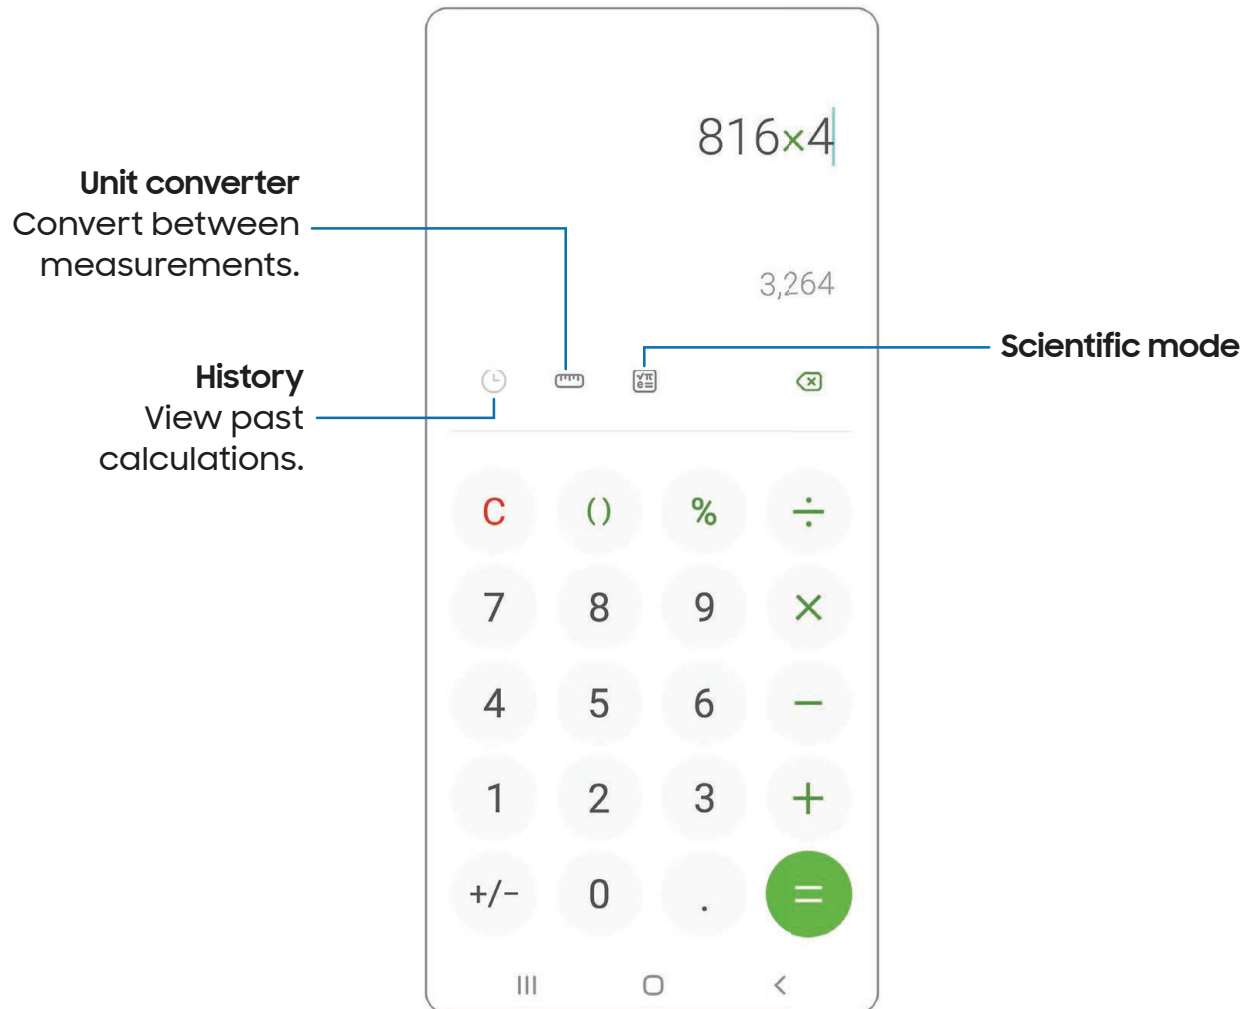 816×4
Unit converter
Convert between
measurements.
3,264
Scientific mode
History
View past
calculations.
√π
e=
C () % ÷
7 8 9 ×
4 5 6 −
1 2 3 +
+/− 0 . =